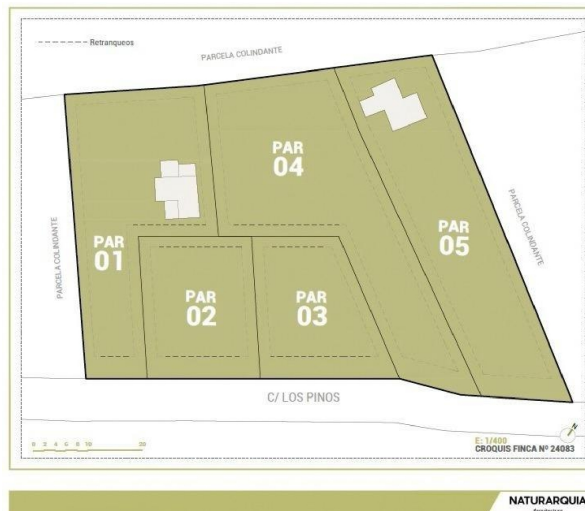 Retranqueos
PARCELA COLINDANTE
PAR
04
PARCELA COLINDANTE
PARCELA COLINDANTE
PAR
01
PAR
05
PAR
02
PAR
03
C/ LOS PINOS
0 2 4 6 8 10 20
N
E: 1/400
CROQUIS FINCA Nº 24083
NATURARQUIA